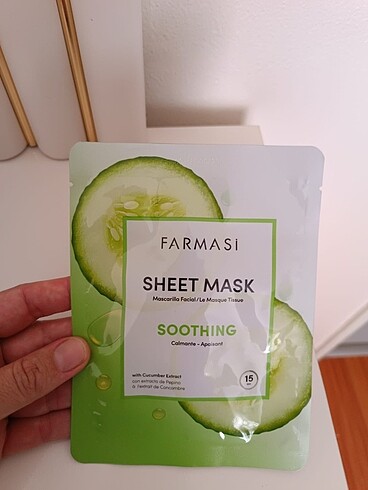 FARMASi
SHEET MASK
Mascarilla Facial/Le Masque Tissue
SOOTHING
Calmante - Apaisant
with Cucumber Extract
con extracto de Pepino
à l'extrait de Concombre
15